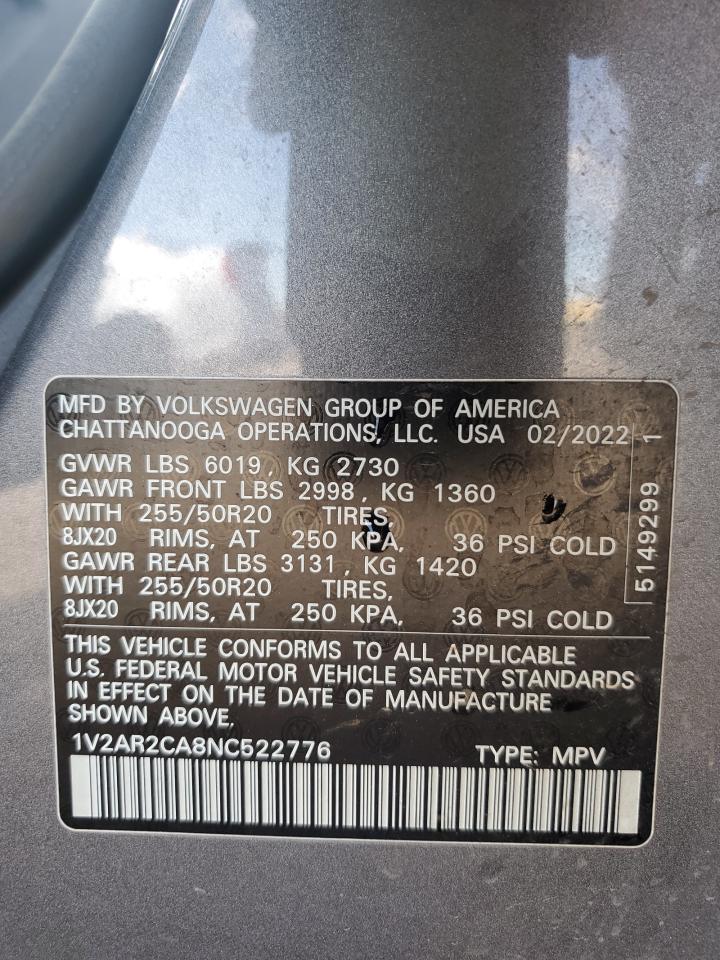 MFD BY VOLKSWAGEN GROUP OF AMERICA
CHATTANOOGA OPERATIONS, LLC. USA 02/2022
GVWR LBS 6019, KG 2730
GAWR FRONT LBS 2998, KG 1360
WITH 255/50R20 TIRES,
8JX20 RIMS, AT 250 KPA, 36 PSI COLD
GAWR REAR LBS 3131, KG 1420
WITH 255/50R20 TIRES,
8JX20 RIMS, AT 250 KPA, 36 PSI COLD
5149299 1
THIS VEHICLE CONFORMS TO ALL APPLICABLE
U.S. FEDERAL MOTOR VEHICLE SAFETY STANDARDS
IN EFFECT ON THE DATE OF MANUFACTURE
SHOWN ABOVE.
1V2AR2CA8NC522776 TYPE: MPV